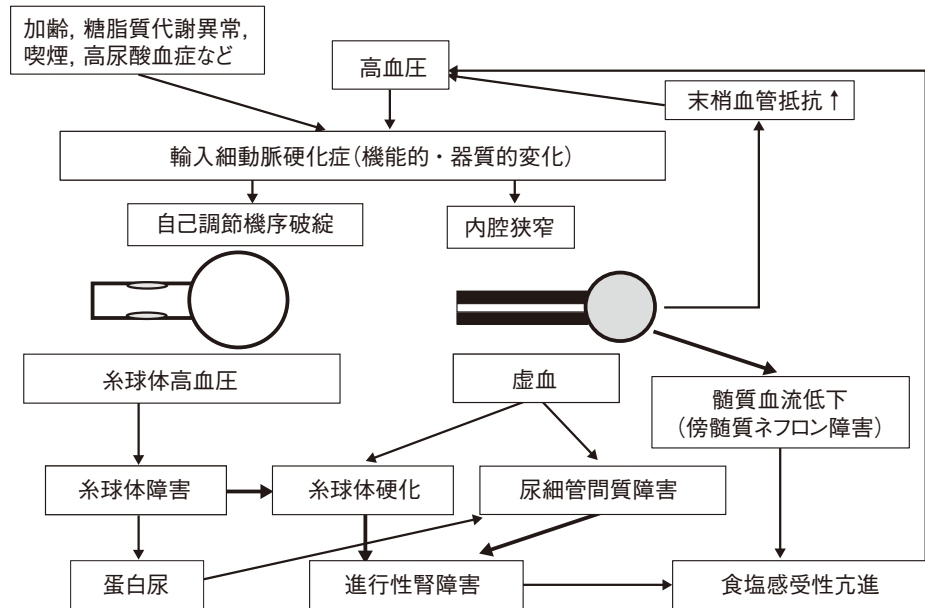 加齢, 糖脂質代謝異常,
喫煙, 高尿酸血症など
高血圧
末梢血管抵抗↑
輸入細動脈硬化症(機能的・器質的変化)
自己調節機序破綻
内腔狭窄
糸球体高血圧
虚血
髄質血流低下
(傍髄質ネフロン障害)
糸球体障害
糸球体硬化
尿細管間質障害
蛋白尿
進行性腎障害
食塩感受性亢進